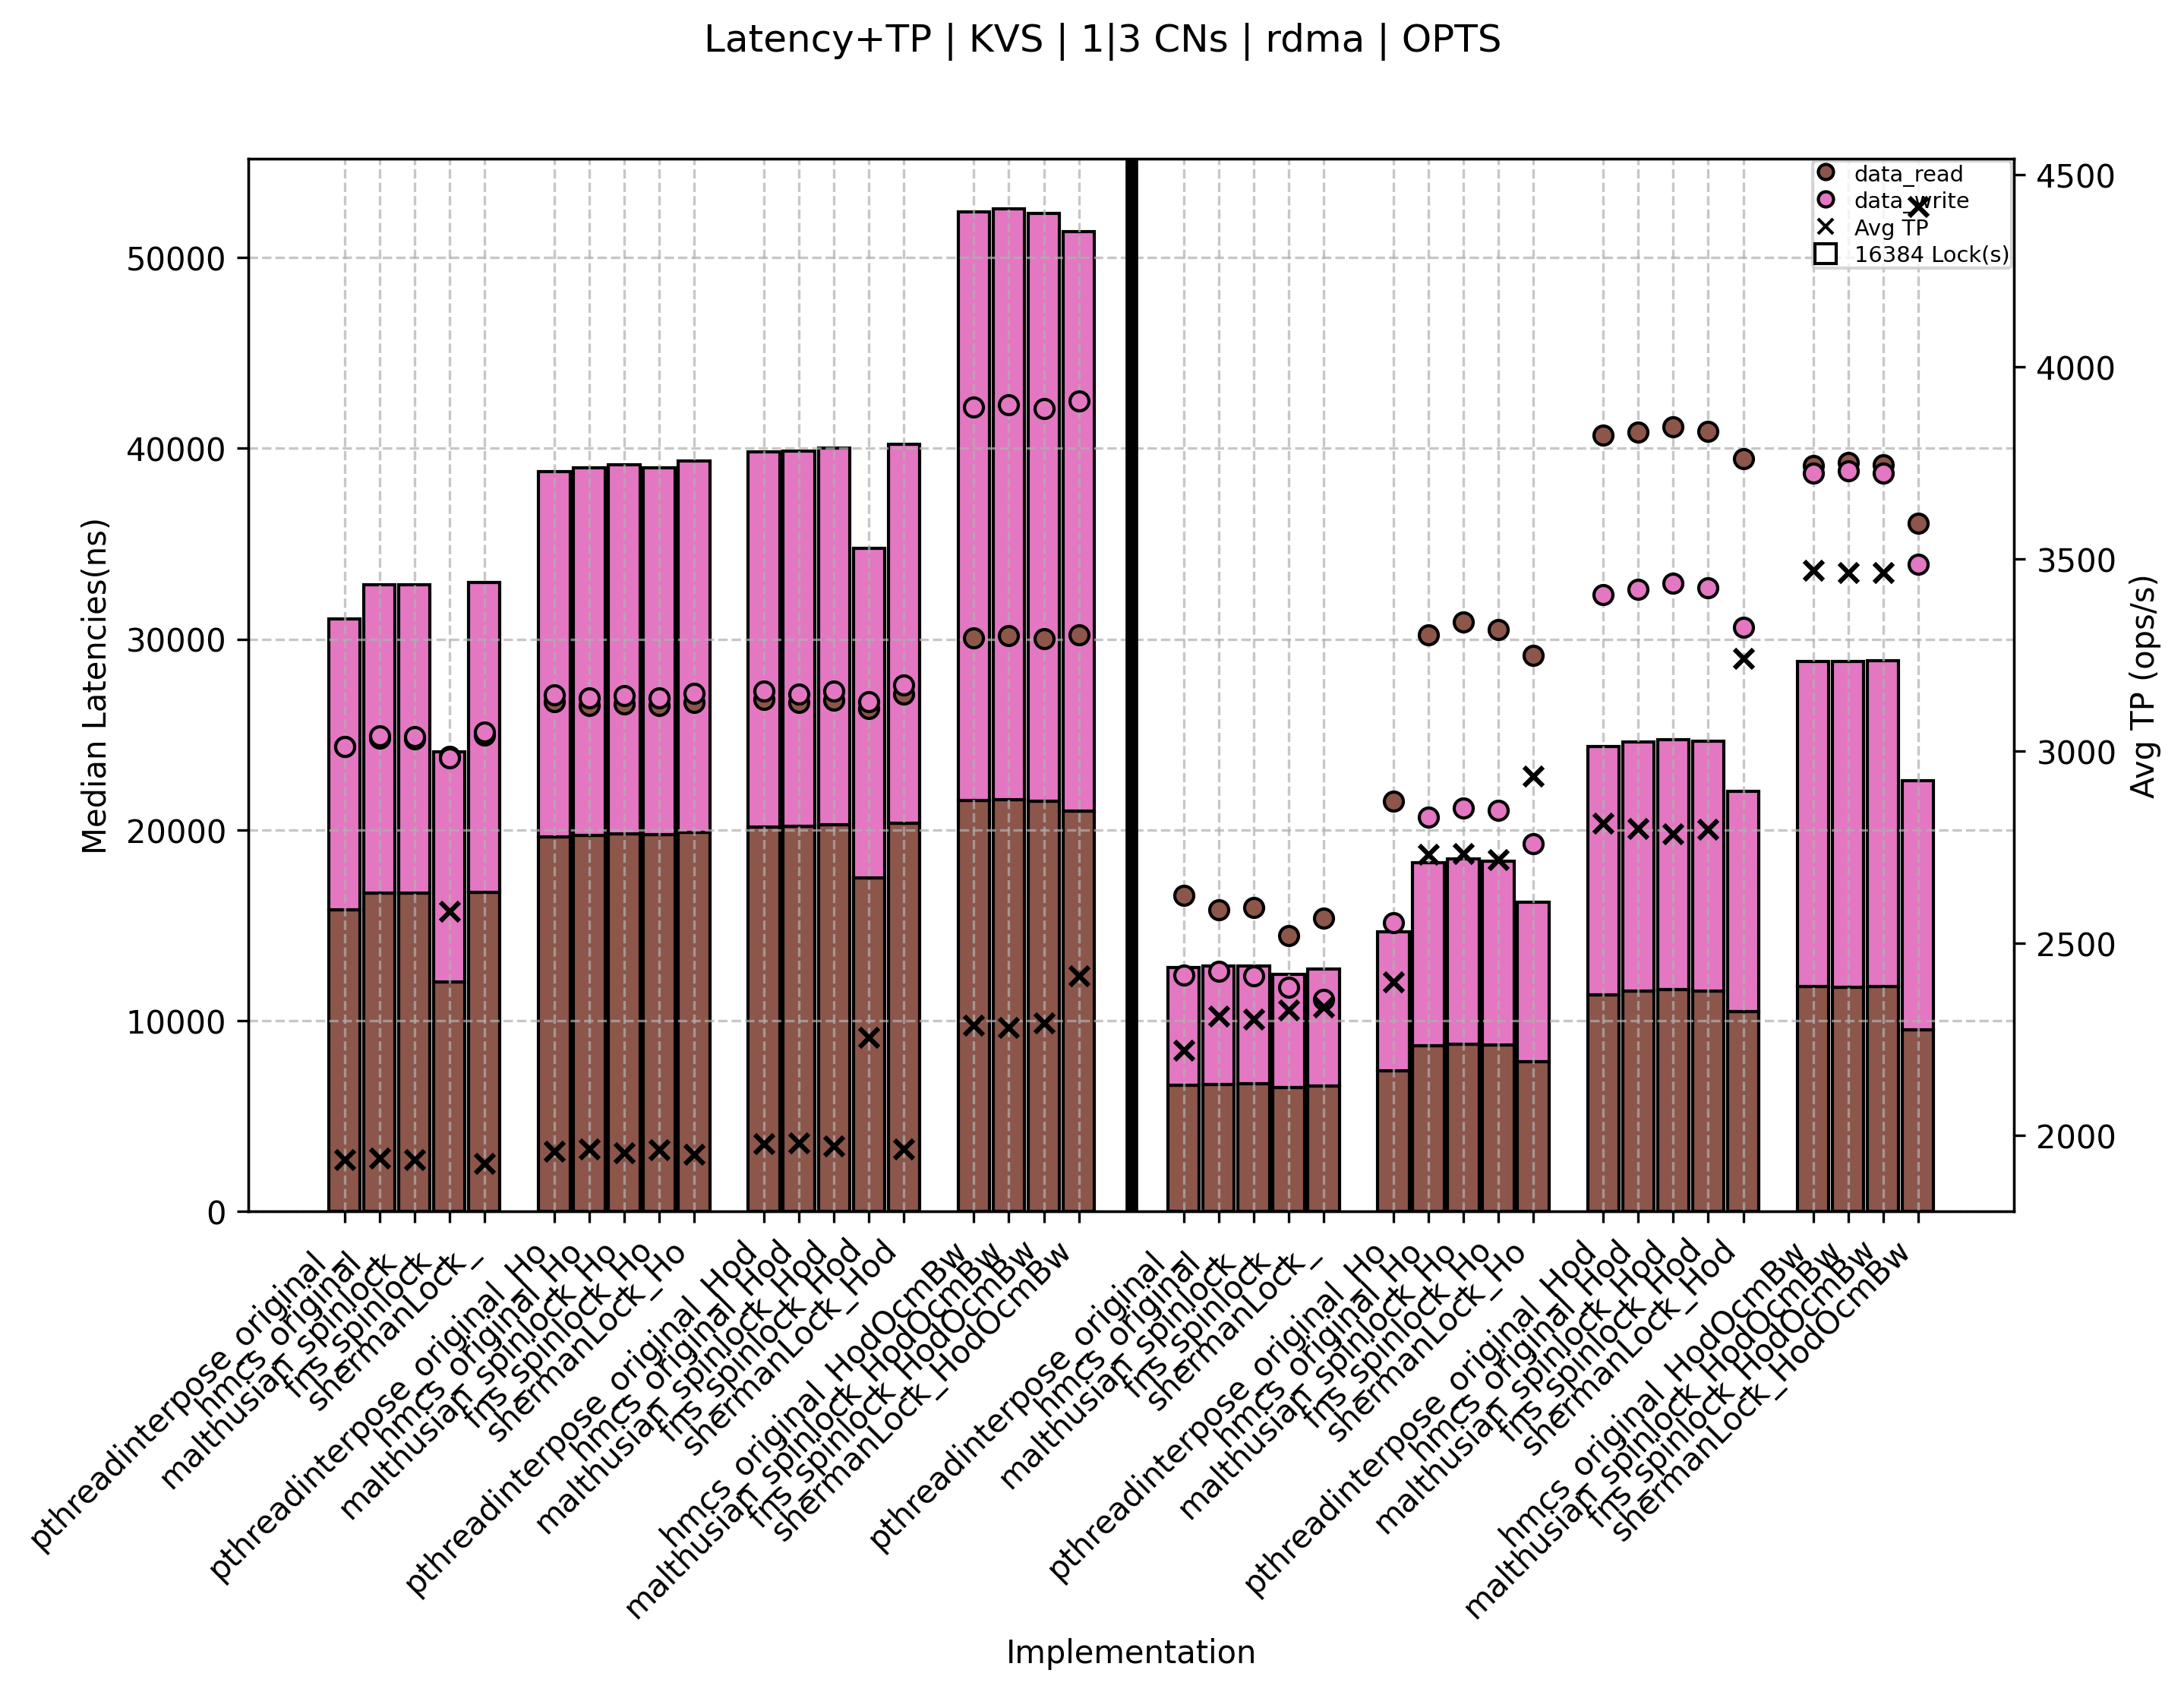 Latency+TP | KVS | 1|3 CNs | rdma | OPTS
data_read
data_write
Avg TP
16384 Lock(s)
Median Latencies(ns)
50000
40000
30000
20000
10000
0
Avg TP (ops/s)
4500
4000
3500
3000
2500
2000
pthreadinterpose_original
hmcs_original
malthusian_spinlock
fns_spinlock
shermanLock_
pthreadinterpose_original_Ho
hmcs_original_Ho
malthusian_spinlock_Ho
fns_spinlock_Ho
shermanLock_Ho
pthreadinterpose_original_Hod
hmcs_original_Hod
malthusian_spinlock_Hod
fns_spinlock_Hod
shermanLock_Hod
hmcs_original_HodOcmBw
malthusian_spinlock_HodOcmBw
fns_spinlock_HodOcmBw
shermanLock_HodOcmBw
pthreadinterpose_original
hmcs_original
malthusian_spinlock
fns_spinlock
shermanLock_
pthreadinterpose_original_Ho
hmcs_original_Ho
malthusian_spinlock_Ho
fns_spinlock_Ho
shermanLock_Ho
pthreadinterpose_original_Hod
hmcs_original_Hod
malthusian_spinlock_Hod
fns_spinlock_Hod
shermanLock_Hod
hmcs_original_HodOcmBw
malthusian_spinlock_HodOcmBw
fns_spinlock_HodOcmBw
shermanLock_HodOcmBw
Implementation